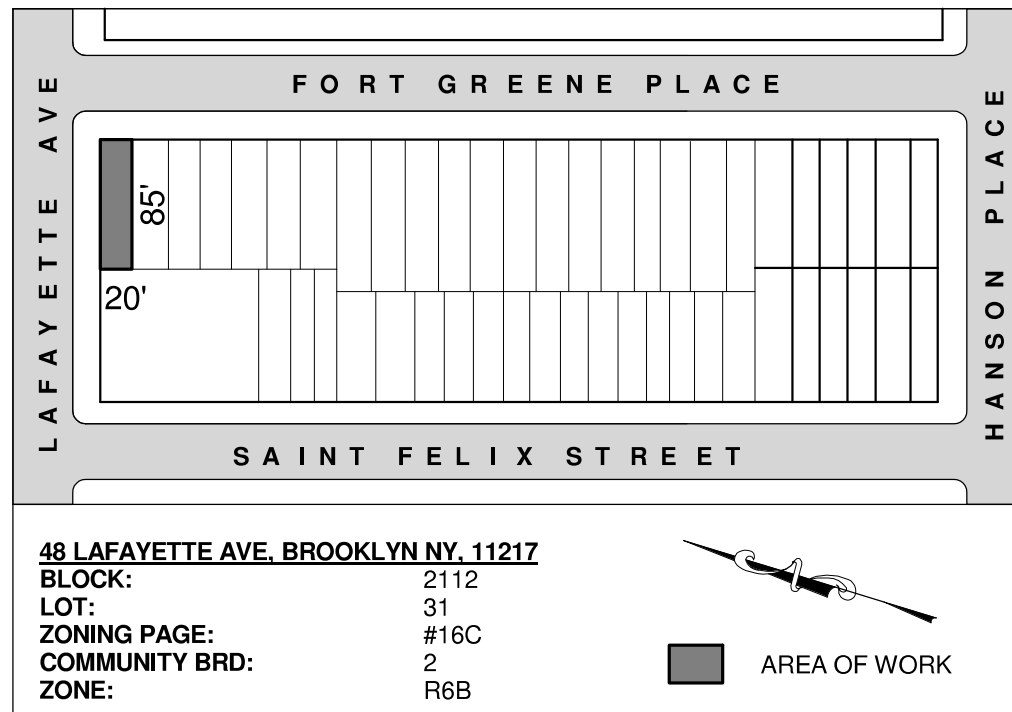 FORT GREENE PLACE
LAFAYETTE AVE
HANSON PLACE
85'
20'
SAINT FELIX STREET
48 LAFAYETTE AVE, BROOKLYN NY, 11217
BLOCK: 2112
LOT: 31
ZONING PAGE: #16C
COMMUNITY BRD: 2
ZONE: R6B
N
AREA OF WORK